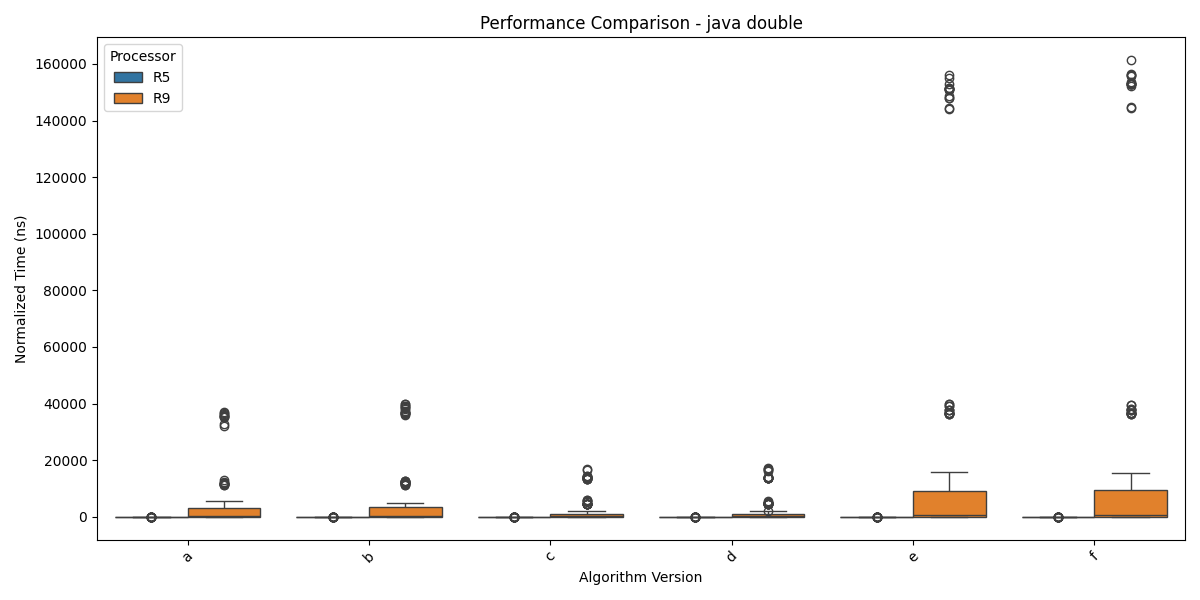 Performance Comparison - java double
Processor
R5
R9
Normalized Time (ns)
160000
140000
120000
100000
80000
60000
40000
20000
0
a
b
c
d
e
f
Algorithm Version